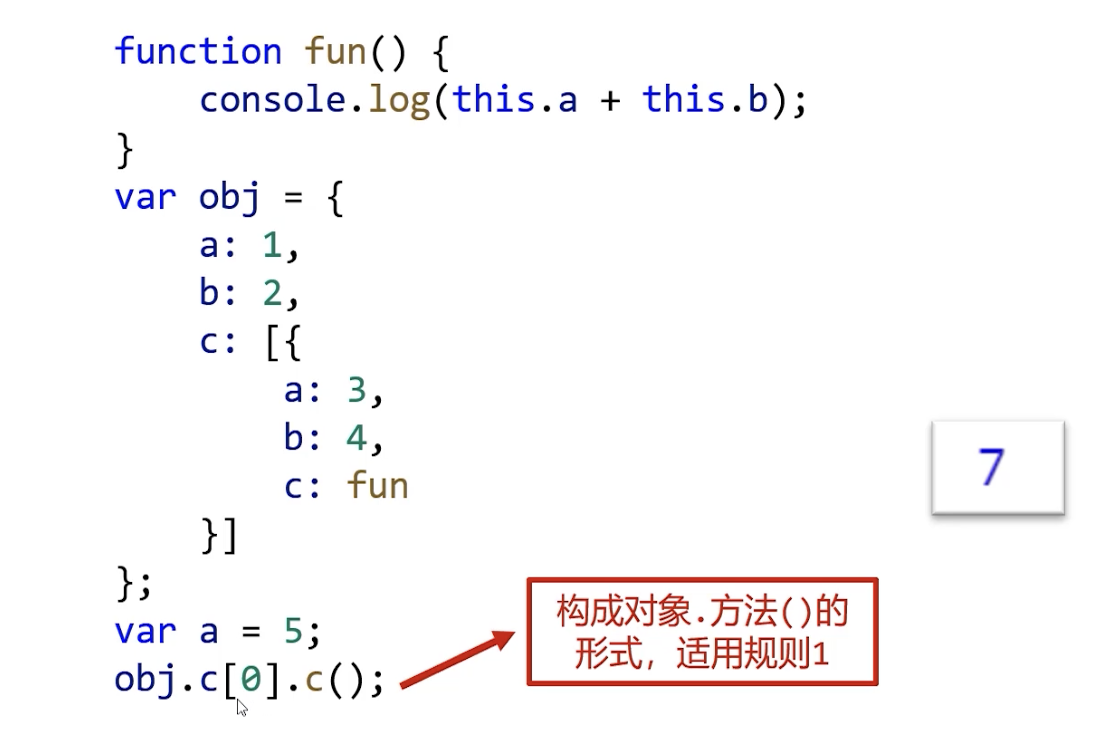 function fun() {
    console.log(this.a + this.b);
}
var obj = {
    a: 1,
    b: 2,
    c: [{
        a: 3,
        b: 4,
        c: fun
    }]
};
var a = 5;
obj.c[0].c();
7
构成对象.方法()的
形式，适用规则1